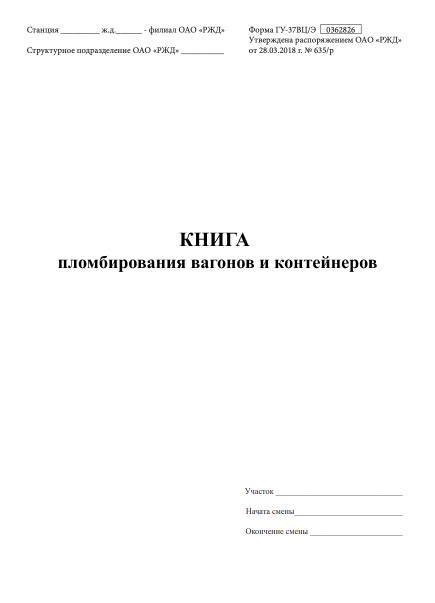 Станция _________ ж.д.______ - филиал ОАО «РЖД»
Структурное подразделение ОАО «РЖД» __________
Форма ГУ-37ВЦ/Э 0362826
Утверждена распоряжением ОАО «РЖД»
от 28.03.2018 г. № 635/р
КНИГА
пломбирования вагонов и контейнеров
Участок ______________________________
Начата смены_________________________
Окончение смены ______________________